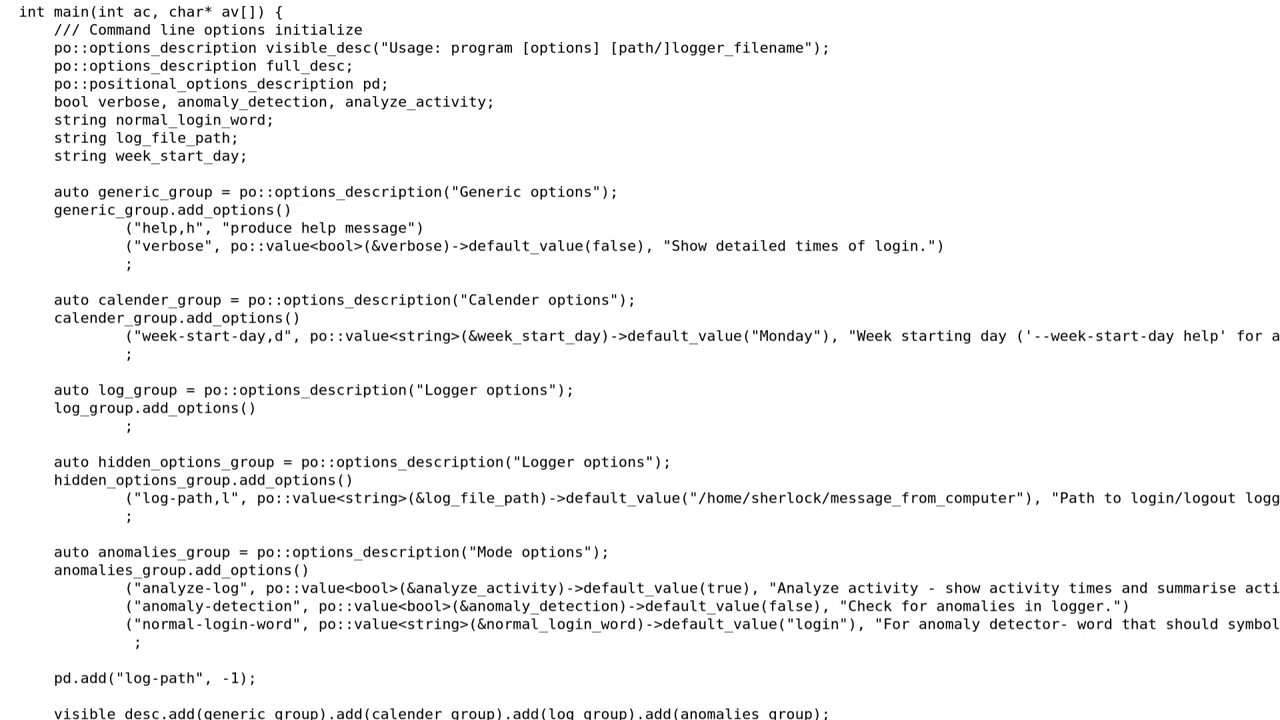 int main(int ac, char* av[]) {
/// Command line options initialize
po::options_description visible_desc("Usage: program [options] [path/]logger_filename");
po::options_description full_desc;
po::positional_options_description pd;
bool verbose, anomaly_detection, analyze_activity;
string normal_login_word;
string log_file_path;
string week_start_day;
auto generic_group = po::options_description("Generic options");
generic_group.add_options()
("help,h", "produce help message")
("verbose", po::value<bool>(&verbose)->default_value(false), "Show detailed times of login.")
;
auto calender_group = po::options_description("Calender options");
calender_group.add_options()
("week-start-day,d", po::value<string>(&week_start_day)->default_value("Monday"), "Week starting day ('--week-start-day help' for a
;
auto log_group = po::options_description("Logger options");
log_group.add_options()
;
auto hidden_options_group = po::options_description("Logger options");
hidden_options_group.add_options()
("log-path,l", po::value<string>(&log_file_path)->default_value("/home/sherlock/message_from_computer"), "Path to login/logout logg
;
auto anomalies_group = po::options_description("Mode options");
anomalies_group.add_options()
("analyze-log", po::value<bool>(&analyze_activity)->default_value(true), "Analyze activity - show activity times and summarise acti
("anomaly-detection", po::value<bool>(&anomaly_detection)->default_value(false), "Check for anomalies in logger.")
("normal-login-word", po::value<string>(&normal_login_word)->default_value("login"), "For anomaly detector- word that should symbol
;
pd.add("log-path", -1);
visible_desc.add(generic_group).add(calender_group).add(log_group).add(anomalies_group);